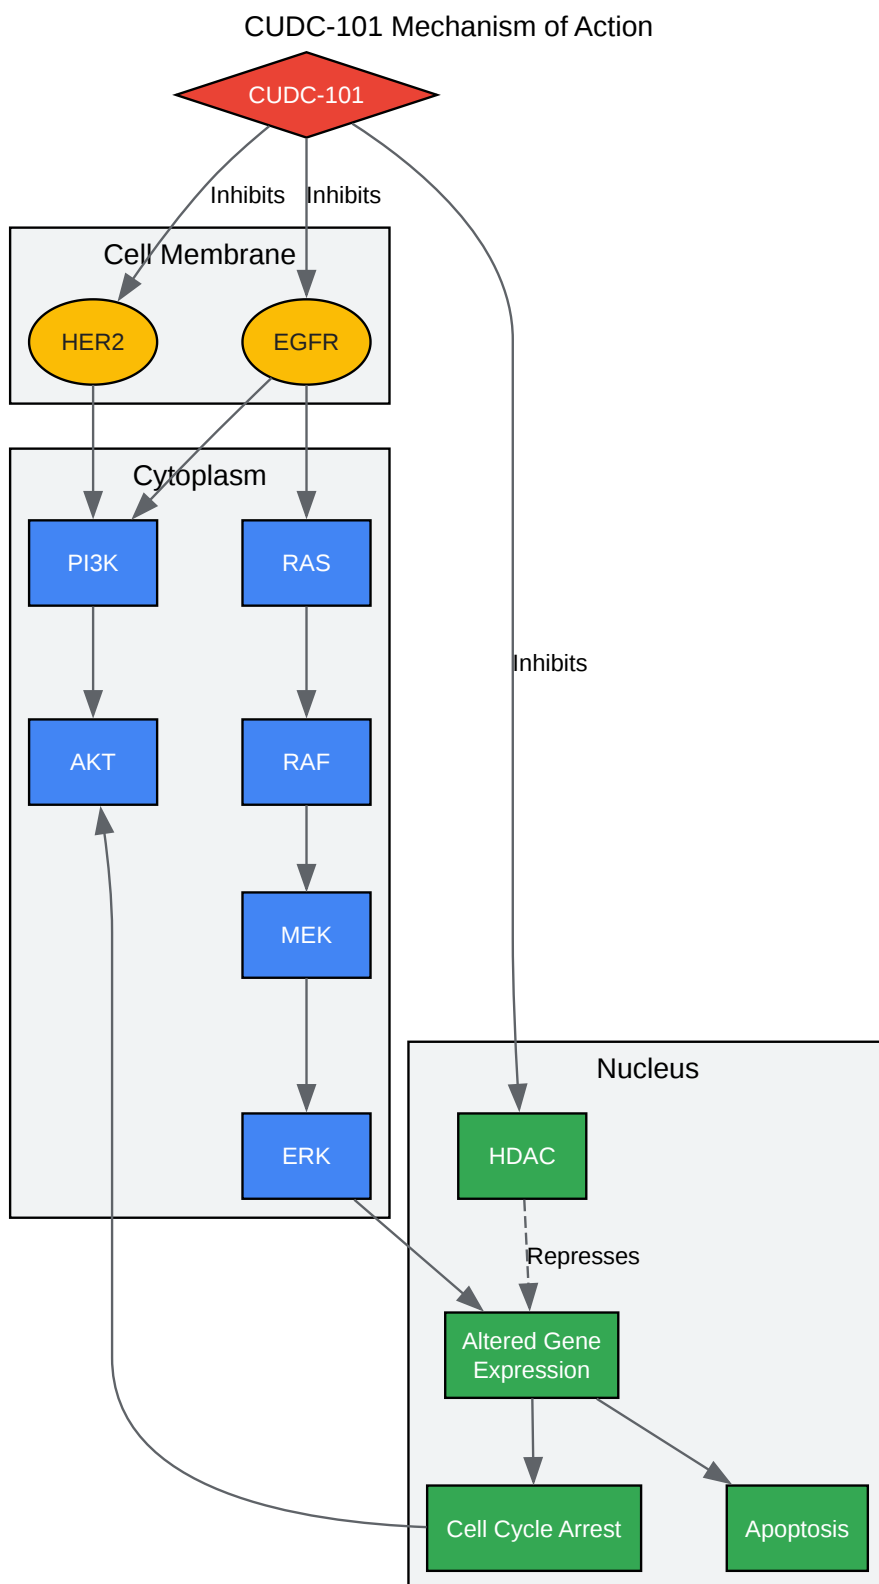 CUDC-101 Mechanism of Action
CUDC-101
Inhibits
Inhibits
Cell Membrane
HER2
EGFR
Cytoplasm
PI3K
RAS
Inhibits
AKT
RAF
MEK
Nucleus
ERK
HDAC
Represses
Altered Gene
Expression
Cell Cycle Arrest
Apoptosis